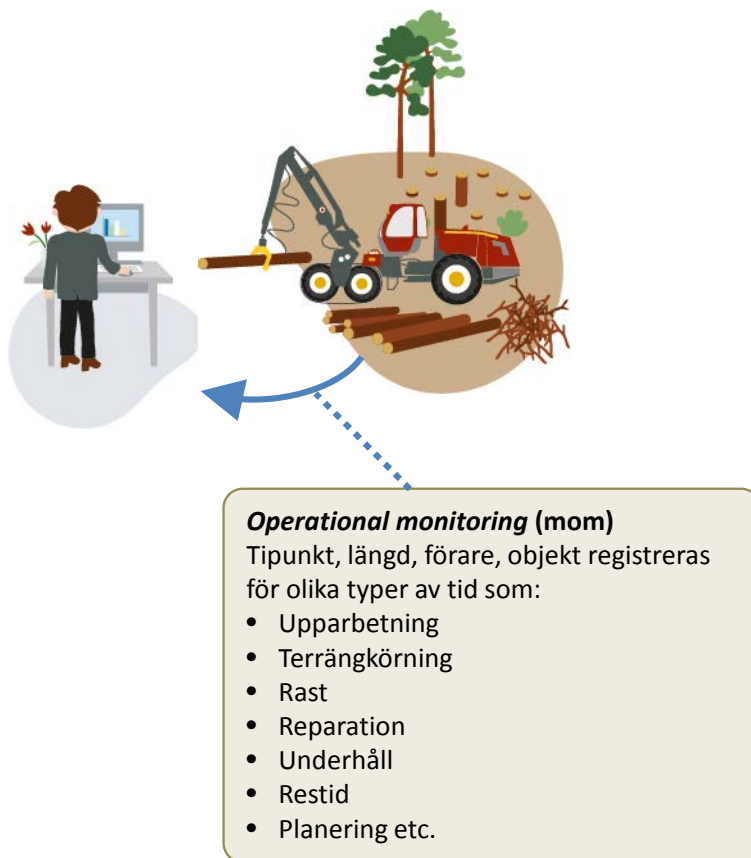 Operational monitoring (mom)
Tipunkt, längd, förare, objekt registreras
för olika typer av tid som:
• Upparbetning
• Terrängkörning
• Rast
• Reparation
• Underhåll
• Restid
• Planering etc.